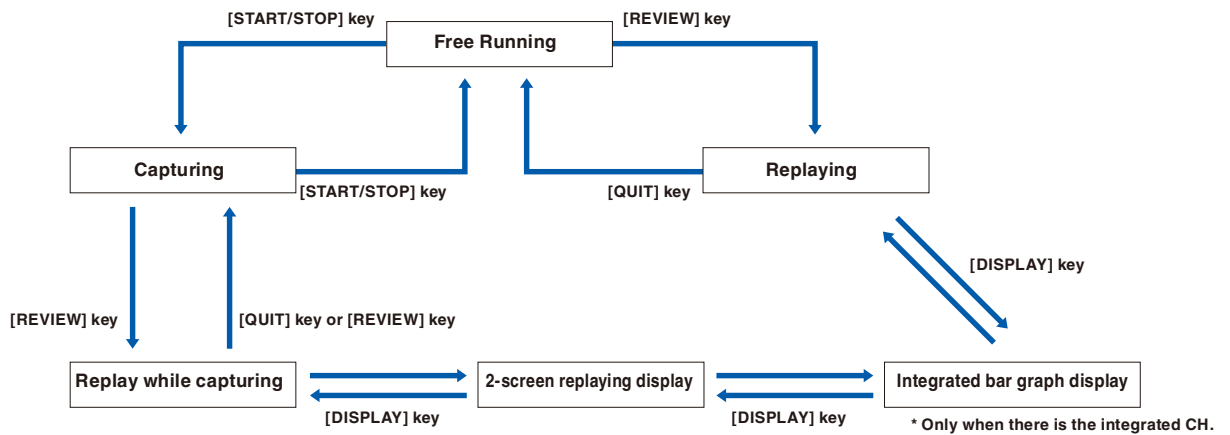 [START/STOP] key
[REVIEW] key
Free Running
Capturing
Replaying
[START/STOP] key
[QUIT] key
[DISPLAY] key
[REVIEW] key
[QUIT] key or [REVIEW] key
Replay while capturing
2-screen replaying display
Integrated bar graph display
[DISPLAY] key
[DISPLAY] key
* Only when there is the integrated CH.